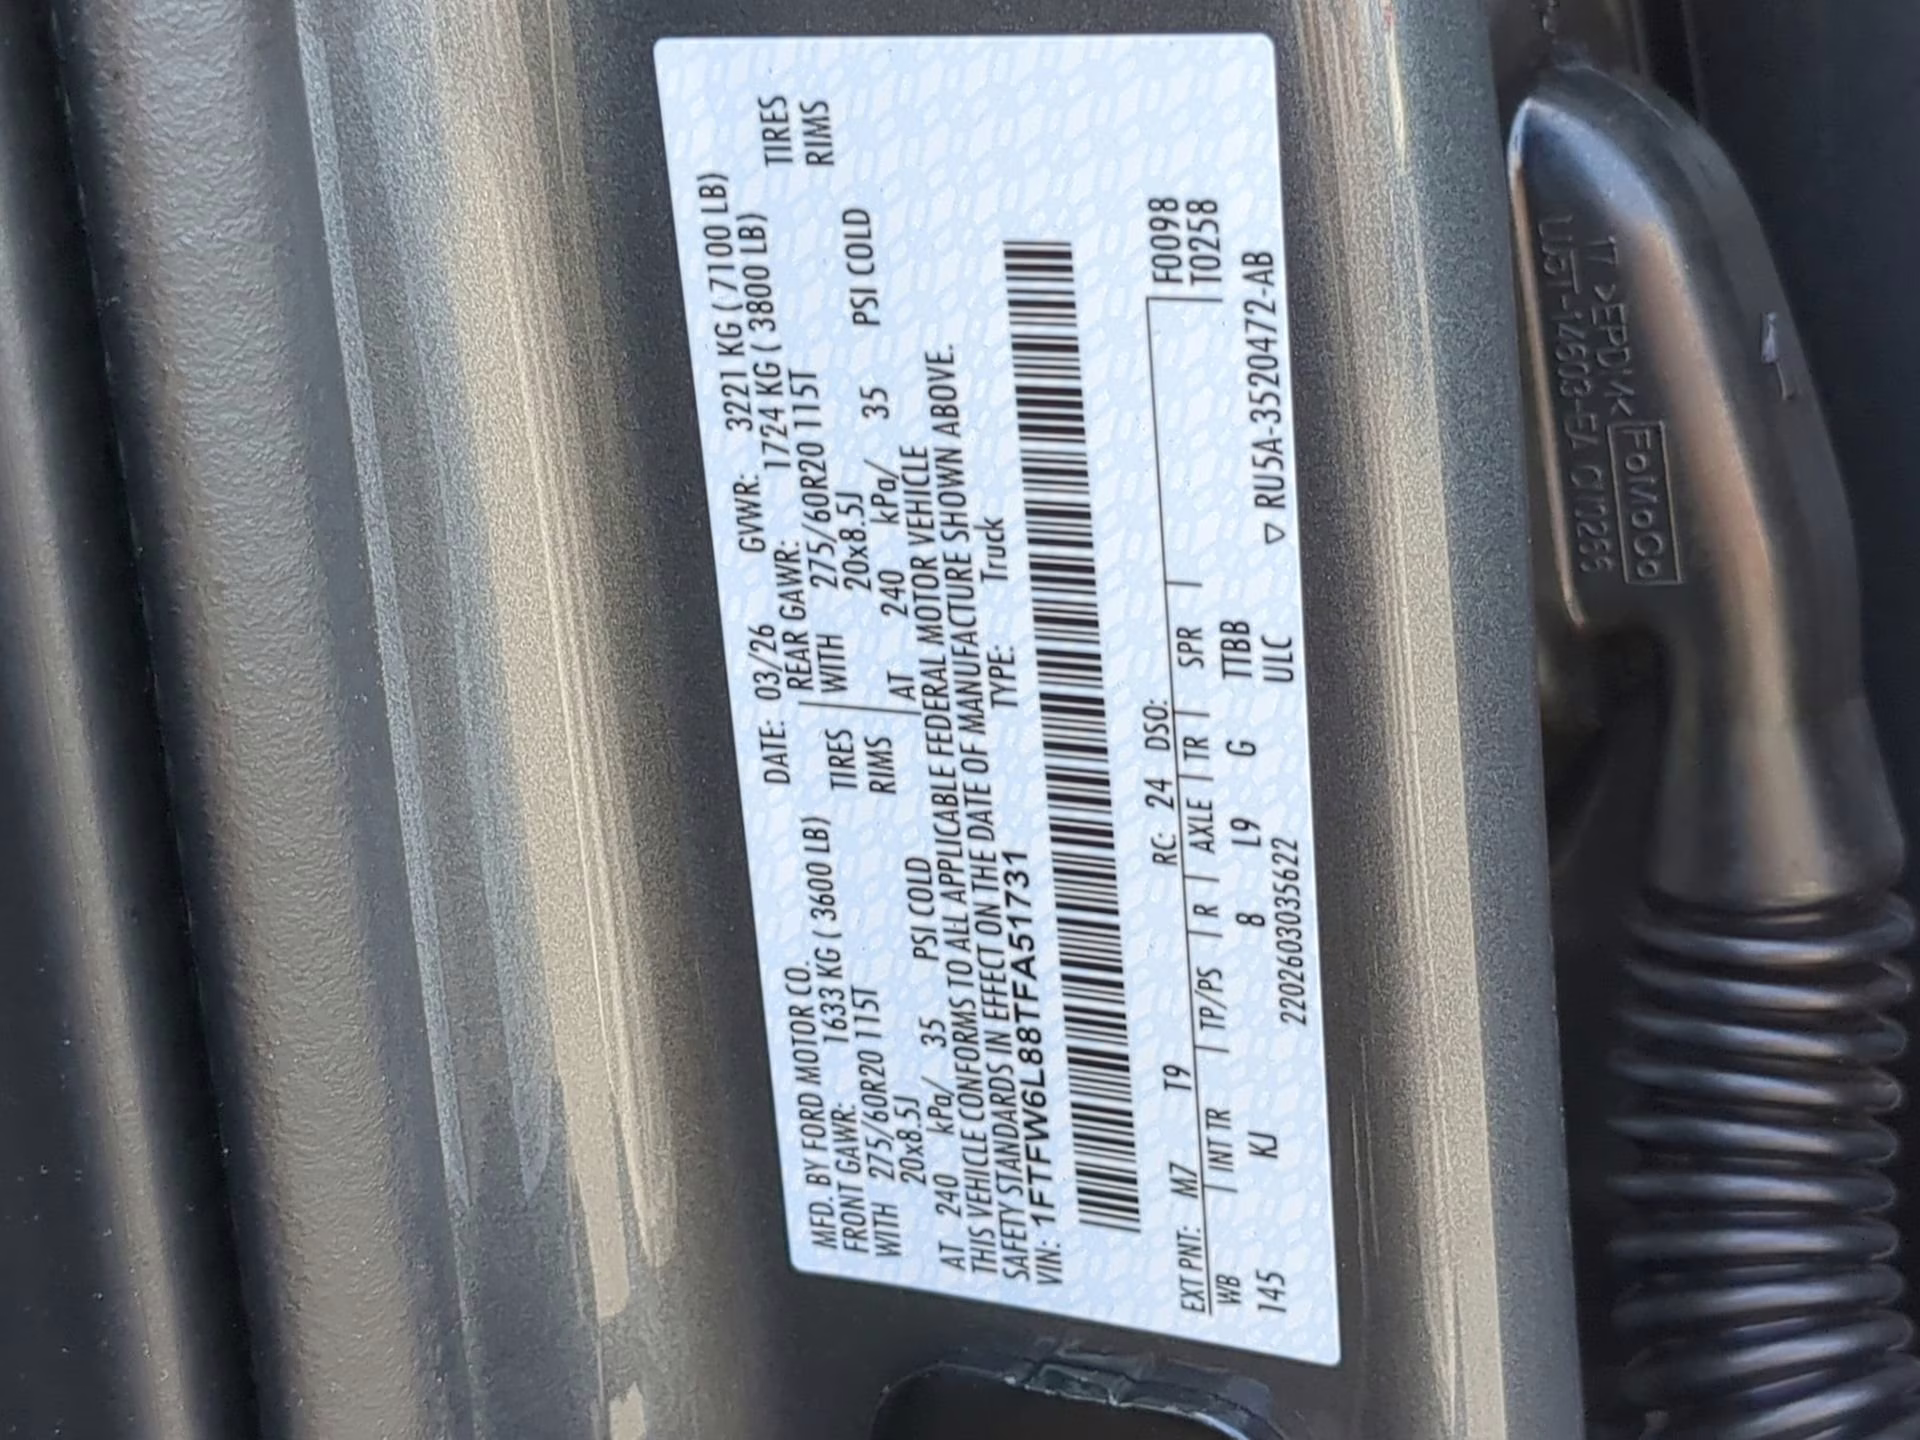 MFD. BY FORD MOTOR CO. DATE: 03/26 GVWR: 3221 KG ( 7100 LB)
FRONT GAWR: 1633 KG ( 3600 LB) REAR GAWR: 1724 KG ( 3800 LB)
WITH 275/60R20 115T TIRES WITH 275/60R20 115T TIRES
20x8.5J RIMS 20x8.5J RIMS
AT 240 kPa/ 35 PSI COLD AT 240 kPa/ 35 PSI COLD
THIS VEHICLE CONFORMS TO ALL APPLICABLE FEDERAL MOTOR VEHICLE
SAFETY STANDARDS IN EFFECT ON THE DATE OF MANUFACTURE SHOWN ABOVE.
VIN: 1FTFW6L88TFA51731 TYPE: Truck
EXT PNT: M7 T9 RC: 24 DSO: F0098
WB INT TR TP/PS R AXLE TR SPR T0258
145 KJ 8 L9 G TTBB
2202603035622 ULC ▽ RU5A-3520472-AB
>EPDM<
FoMoCo